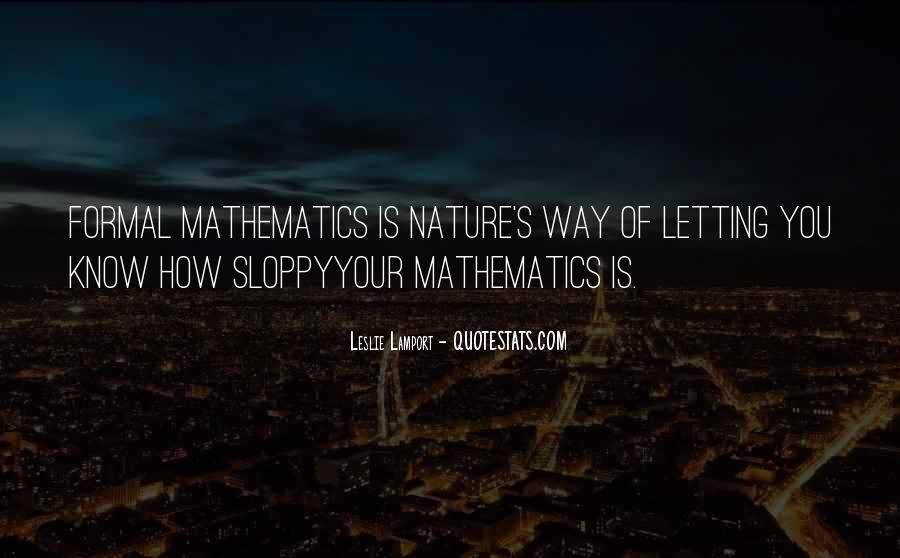 FORMAL MATHEMATICS IS NATURE'S WAY OF LETTING YOU
KNOW HOW SLOPPYYOUR MATHEMATICS IS.
LESLIE LAMPORT - QUOTESTATS.COM